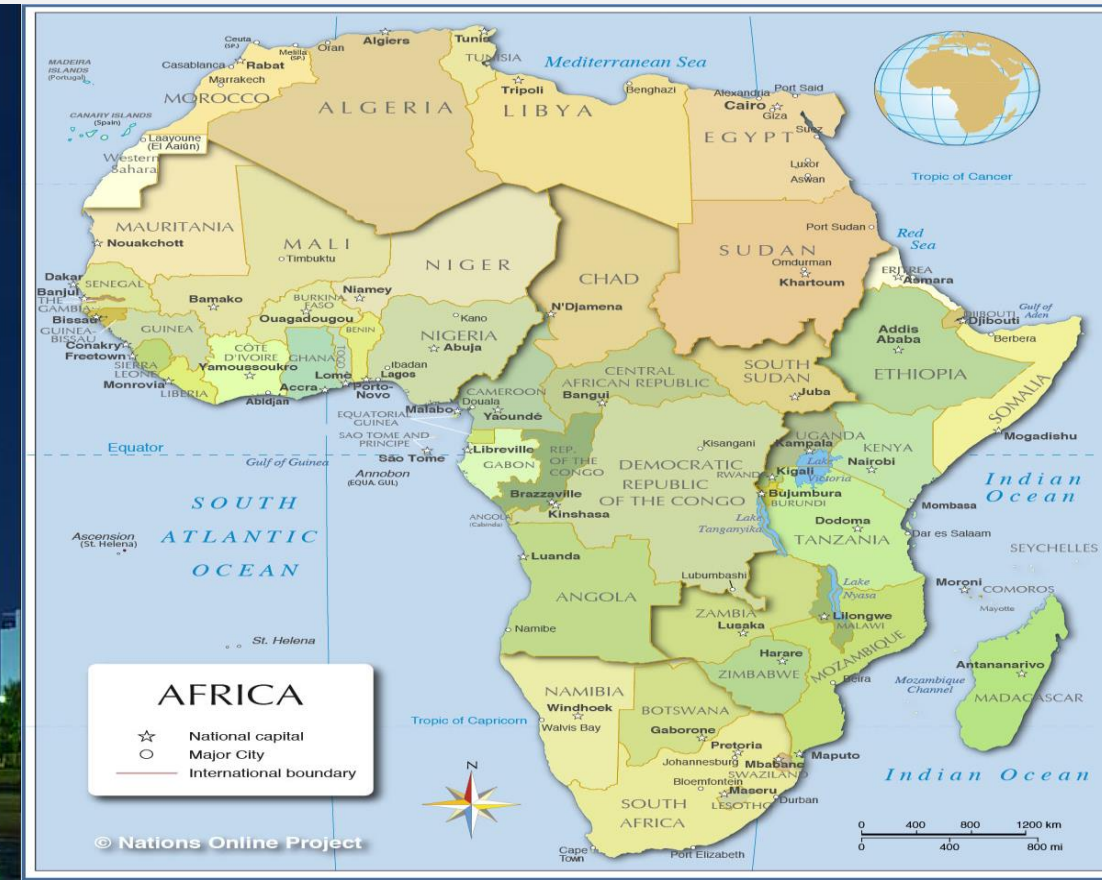 Ceuta
(SP.)
Melilla
(SP.)
Oran
Algiers
Tunis
TUNISIA
Mediterranean Sea
MADEIRA
ISLANDS
(Portugal)
Casablanca
Rabat
Marrakech
MOROCCO
Tripoli
Benghazi
Alexandria
Port Said
Cairo
Giza
Suez
ALGERIA
LIBYA
EGYPT
CANARY ISLANDS
(Spain)
Laayoune
(El Aaiún)
Western
Sahara
Luxor
Aswan
Tropic of Cancer
MAURITANIA
Nouakchott
MALI
Timbuktu
NIGER
CHAD
SUDAN
Port Sudan
Red
Sea
Omdurman
Khartoum
ERITREA
Asmara
Dakar
SENEGAL
Banjul
THE
GAMBIA
Bissau
GUINEA-
BISSAU
Bamako
BURKINA
FASO
Ouagadougou
Niamey
N'Djamena
DJIBOUTI
Djibouti
Gulf of
Aden
Berbera
GUINEA
Conakry
Freetown
SIERRA
LEONE
Monrovia
LIBERIA
CÔTE
D'IVOIRE
Yamoussoukro
Abidjan
GHANA
Accra
TOGO
Lomé
BENIN
Porto-
Novo
Kano
NIGERIA
Abuja
Ibadan
Lagos
Addis
Ababa
ETHIOPIA
SOMALIA
CENTRAL
AFRICAN REPUBLIC
Bangui
SOUTH
SUDAN
Juba
CAMEROON
Douala
Malabo
Yaoundé
EQUATORIAL
GUINEA
SAO TOME AND
PRINCIPE
São Tome
Annobon
(EQUA. GUI.)
Equator
Gulf of Guinea
Libreville
GABON
REP.
OF THE
CONGO
Kisangani
DEMOCRATIC
REPUBLIC
OF THE CONGO
UGANDA
Kampala
KENYA
Nairobi
Mogadishu
RWANDA
Kigali
Lake
Victoria
Bujumbura
BURUNDI
Indian
Ocean
SOUTH
ATLANTIC
OCEAN
Ascension
(St. Helena)
Brazzaville
Kinshasa
ANGOLA
(Cabinda)
Lake
Tanganyika
Dodoma
TANZANIA
Mombasa
Dar es Salaam
SEYCHELLES
Luanda
ANGOLA
Lubumbashi
Lake
Nyasa
Moroni
COMOROS
Mayotte
ZAMBIA
Lusaka
Lilongwe
MALAWI
MOZAMBIQUE
Namibe
St. Helena
Harare
ZIMBABWE
Beira
Mozambique
Channel
Antananarivo
MADAGASCAR
NAMIBIA
Windhoek
Walvis Bay
Tropic of Capricorn
BOTSWANA
Gaborone
Pretoria
Johannesburg
Mbabane
SWAZILAND
Maputo
Bloemfontein
Maseru
LESOTHO
Durban
SOUTH
AFRICA
Cape
Town
Port Elizabeth
Indian Ocean
AFRICA
National capital
Major City
International boundary
N
© Nations Online Project
0 400 800 1200 km
0 400 800 mi